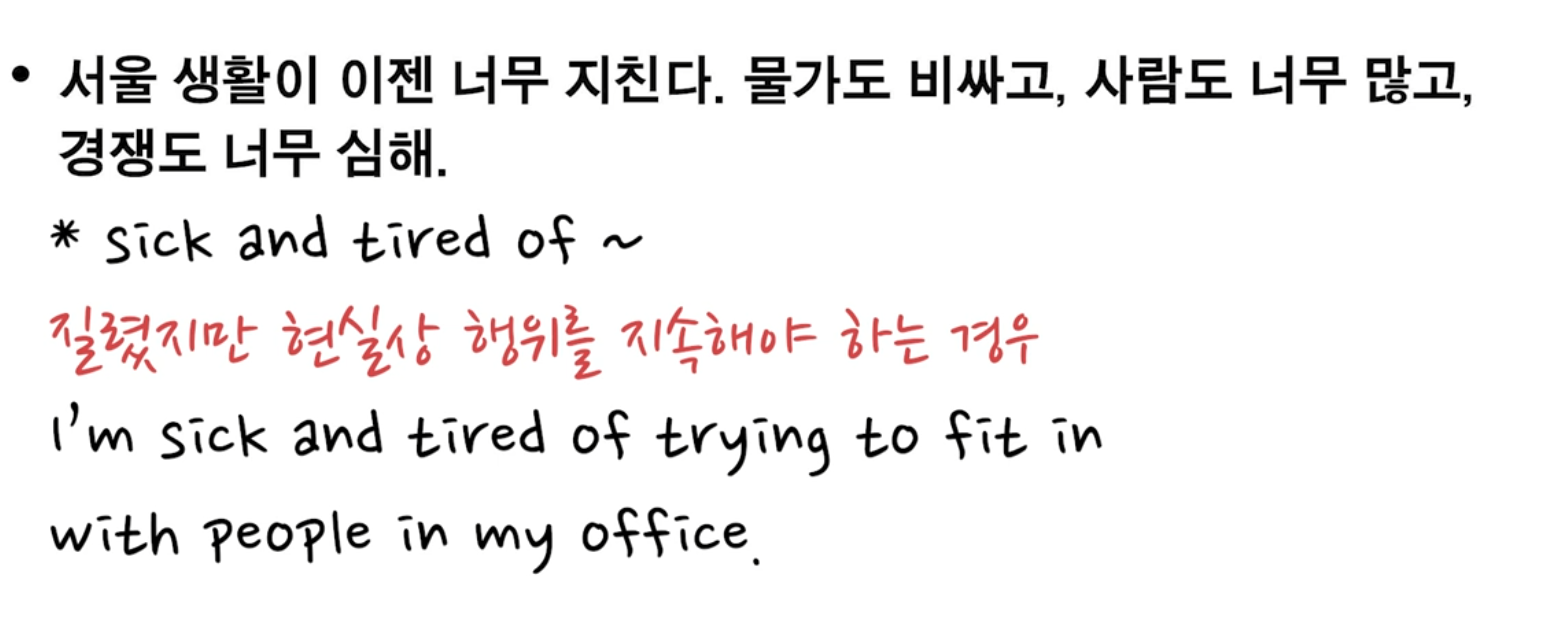 • 서울 생활이 이젠 너무 지친다. 물가도 비싸고, 사람도 너무 많고,
경쟁도 너무 심해.
* sick and tired of ~
질렸지만 현실상 행위를 지속해야 하는 경우
I'm sick and tired of trying to fit in
with people in my office.